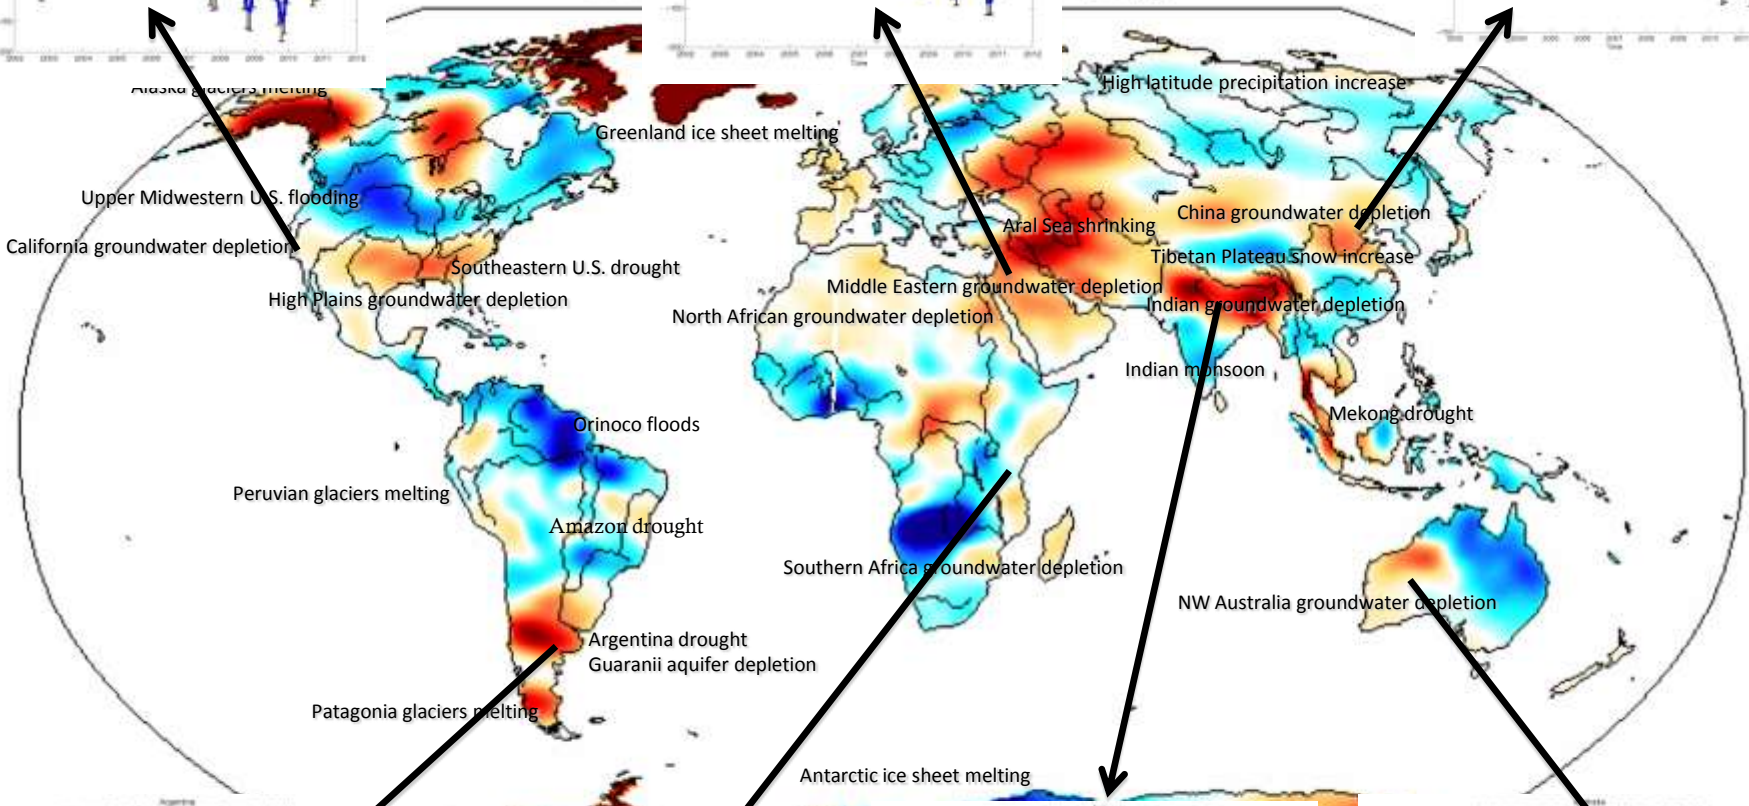 Alaska glaciers melting
High latitude precipitation increase
Greenland ice sheet melting
Upper Midwestern U.S. flooding
Aral Sea shrinking
China groundwater depletion
California groundwater depletion
Southeastern U.S. drought
Tibetan Plateau snow increase
High Plains groundwater depletion
Middle Eastern groundwater depletion
Indian groundwater depletion
North African groundwater depletion
Indian monsoon
Mekong drought
Orinoco floods
Peruvian glaciers melting
Amazon drought
Southern Africa groundwater depletion
NW Australia groundwater depletion
Argentina drought
Guaranii aquifer depletion
Patagonia glaciers melting
Antarctic ice sheet melting
Argentina